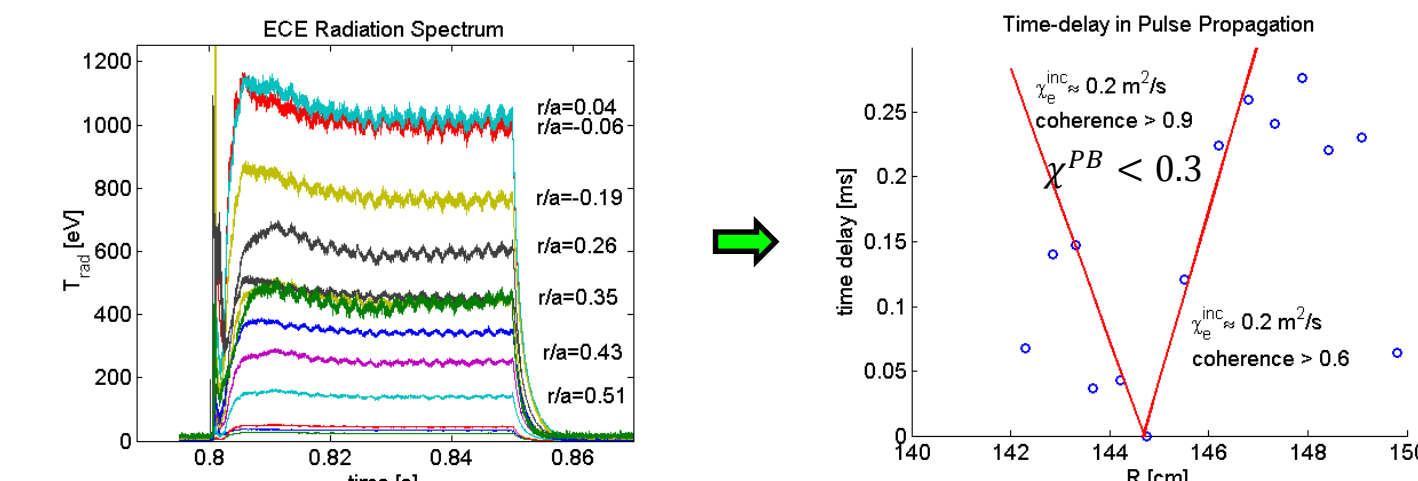 ECE Radiation Spectrum
1200
1000
800
600
400
200
0
T_rad [eV]
r/a=0.04
r/a=-0.06
r/a=-0.19
r/a=0.26
r/a=0.35
r/a=0.43
r/a=0.51
0.8
0.82
0.84
0.86
time [s]
Time-delay in Pulse Propagation
0.25
0.2
0.15
0.1
0.05
0
time delay [ms]
χ_e^inc ≈ 0.2 m²/s
coherence > 0.9
χ^PB < 0.3
χ_e^inc ≈ 0.2 m²/s
coherence > 0.6
140
142
144
146
148
R [cm]